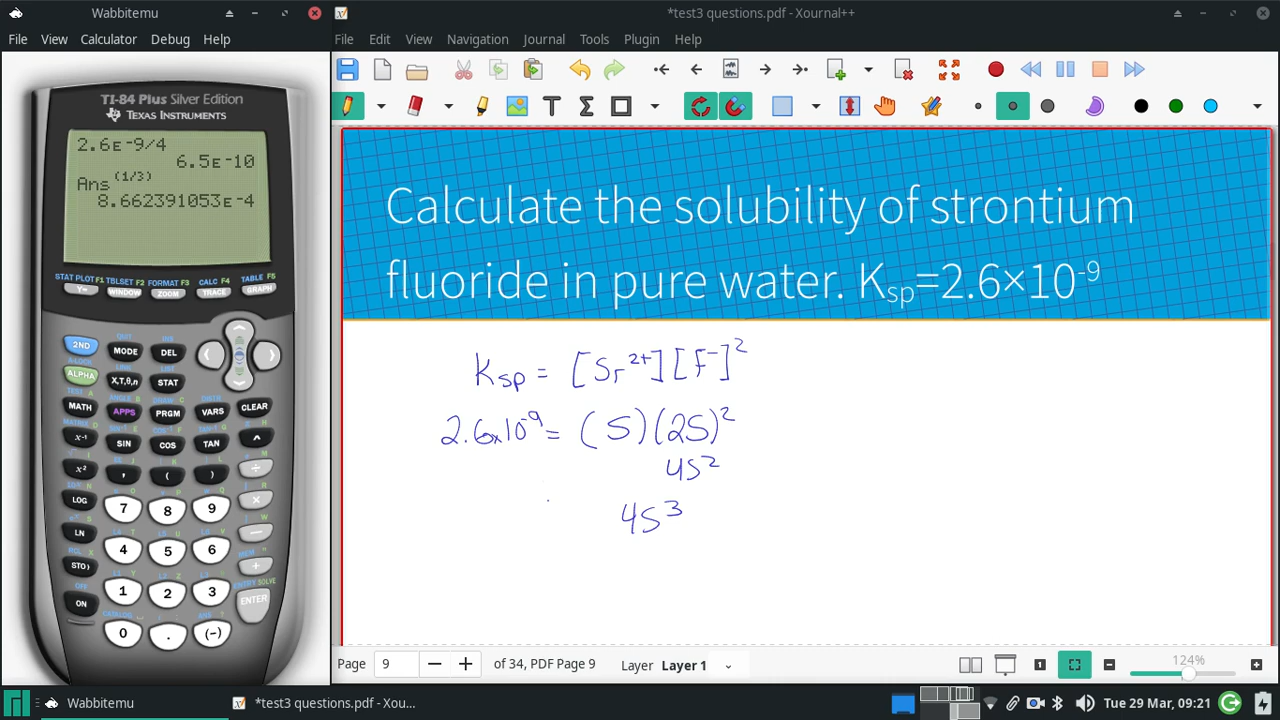 Wabbitemu
File View Calculator Debug Help
TI-84 Plus Silver Edition
TEXAS INSTRUMENTS
2.6ᴇ-9/4
6.5ᴇ-10
Ans^(1/3)
8.662391053ᴇ-4
STAT PLOT F1 TBLSET F2 FORMAT F3 CALC F4 TABLE F5
Y= WINDOW ZOOM TRACE GRAPH
2ND MODE DEL
ALPHA X,T,θ,n STAT
MATH APPS PRGM VARS CLEAR
x⁻¹ SIN COS TAN ^
x² , ( ) ÷
LOG 7 8 9 ×
LN 4 5 6 −
STO› 1 2 3 +
ENTRY SOLVE
ON 0 . (-) ENTER
*test3 questions.pdf - Xournal++
File Edit View Navigation Journal Tools Plugin Help
Calculate the solubility of strontium
fluoride in pure water. Ksp=2.6×10⁻⁹
Ksp = [Sr²⁺][F⁻]²
2.6x10⁻⁹ = (S)(2S)²
4S²
4S³
Page 9 of 34, PDF Page 9 Layer Layer 1 124%
Wabbitemu *test3 questions.pdf - Xou... Tue 29 Mar, 09:21